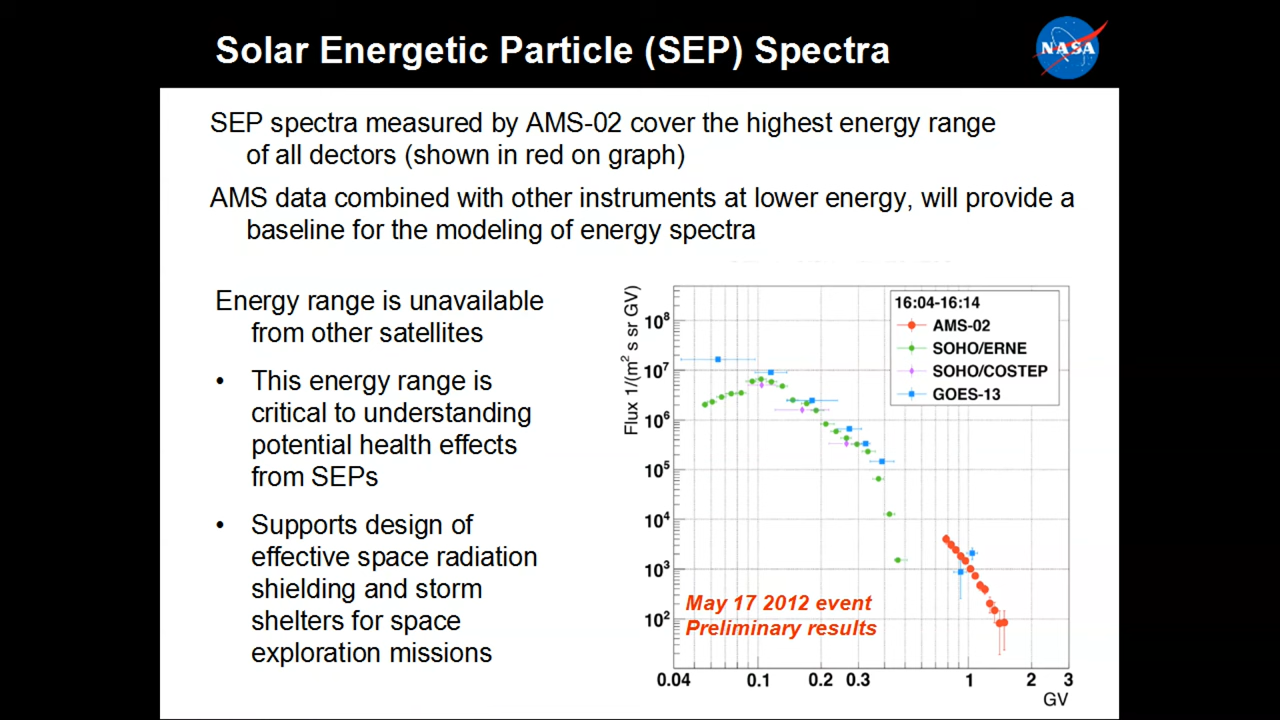 Solar Energetic Particle (SEP) Spectra
NASA
SEP spectra measured by AMS-02 cover the highest energy range
of all dectors (shown in red on graph)
AMS data combined with other instruments at lower energy, will provide a
baseline for the modeling of energy spectra
Energy range is unavailable
from other satellites
• This energy range is
critical to understanding
potential health effects
from SEPs
• Supports design of
effective space radiation
shielding and storm
shelters for space
exploration missions
Flux 1/(m² s sr GV)
10⁸
10⁷
10⁶
10⁵
10⁴
10³
10²
16:04-16:14
AMS-02
SOHO/ERNE
SOHO/COSTEP
GOES-13
May 17 2012 event
Preliminary results
0.04 0.1 0.2 0.3 1 2 3
GV